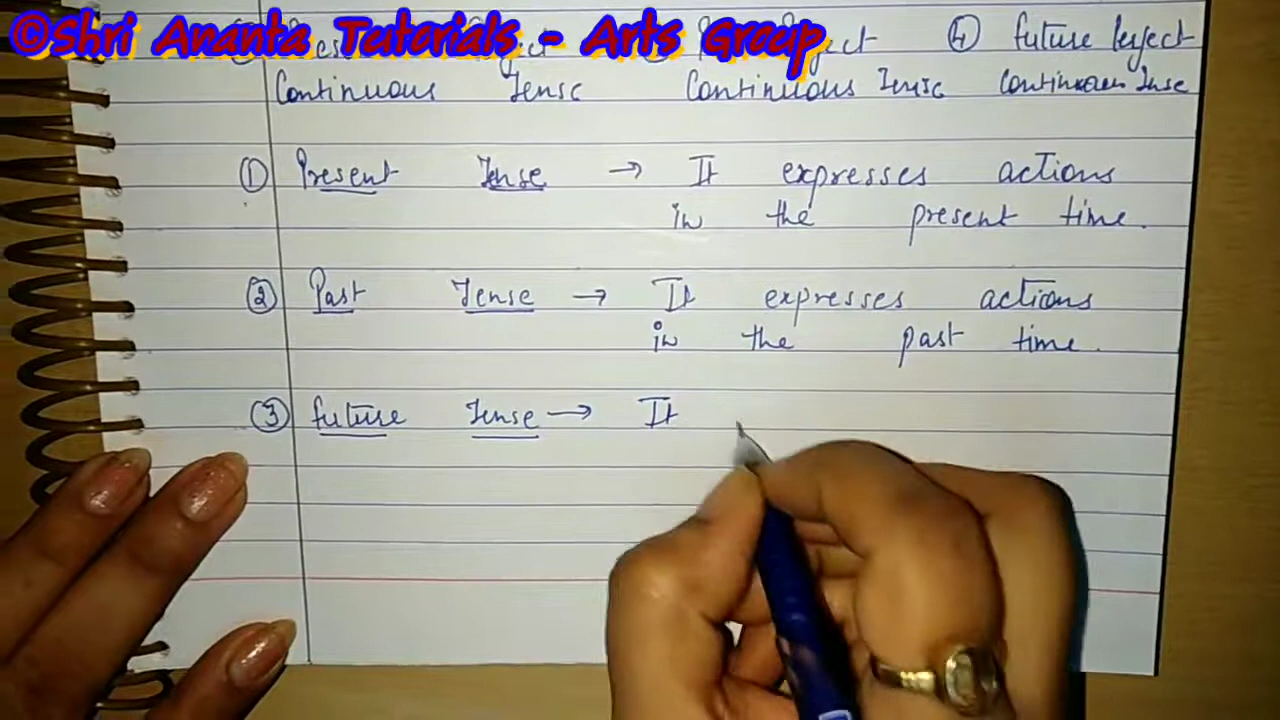 ©Shri Ananta Tutorials - Arts Group
④ future Perfect
Continuous Tense Continuous Tense Continuous Tense
① Present Tense → It expresses actions
in the present time.
② Past Tense → It expresses actions
in the past time.
③ future Tense → It